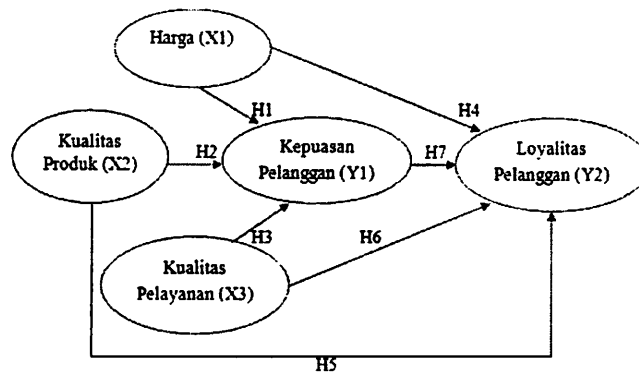 Harga (X1)
H1
H4
Kualitas
Produk (X2)
H2
Kepuasan
Pelanggan (Y1)
H7
Loyalitas
Pelanggan (Y2)
H3
H6
Kualitas
Pelayanan (X3)
H5